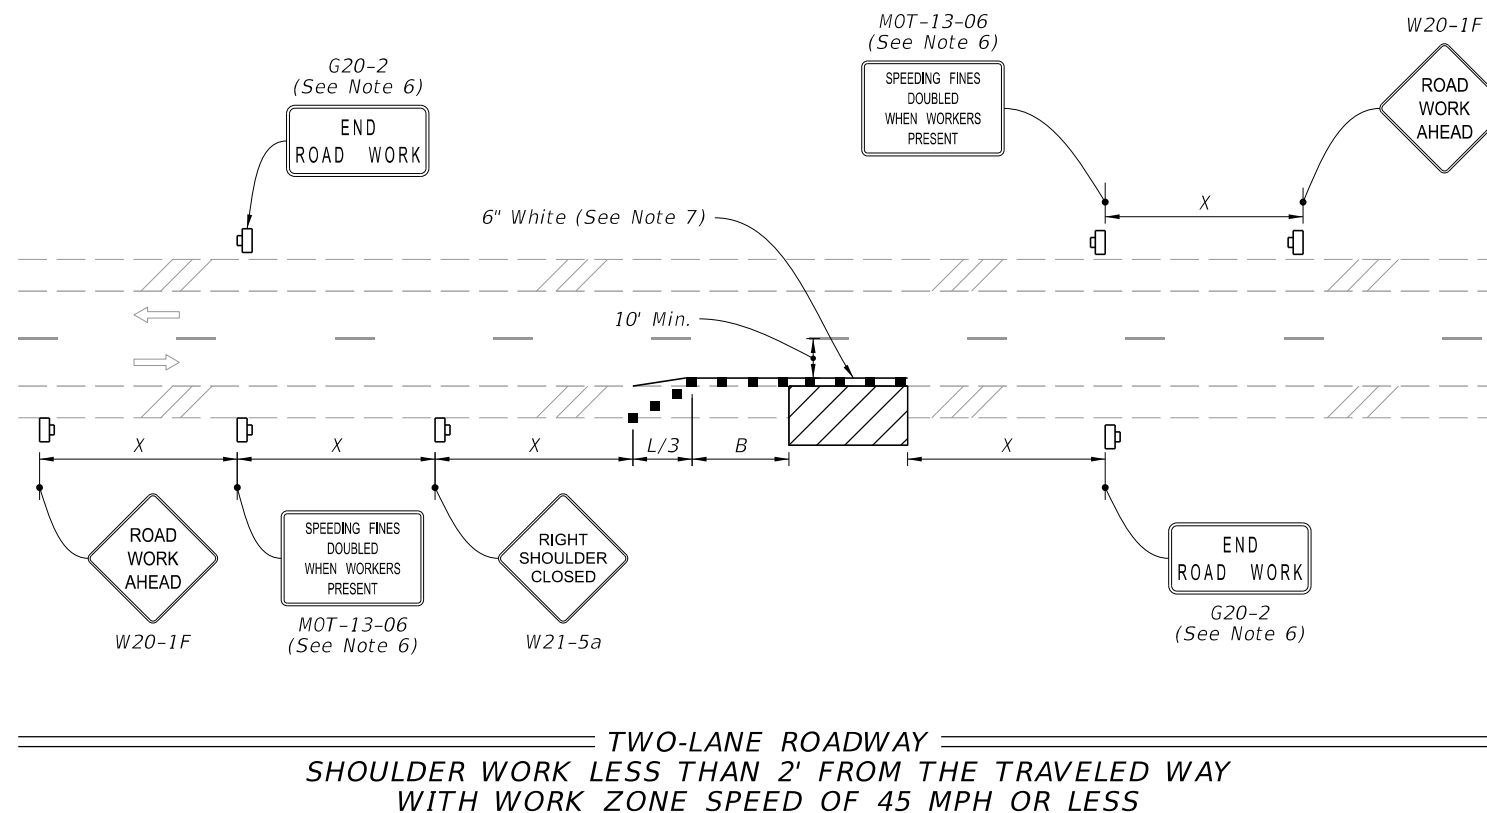 MOT-13-06
(See Note 6)
SPEEDING FINES
DOUBLED
WHEN WORKERS
PRESENT
W20-1F
ROAD
WORK
AHEAD
G20-2
(See Note 6)
END
ROAD WORK
X
6" White (See Note 7)
10' Min.
X
X
X
L/3
B
X
ROAD
WORK
AHEAD
W20-1F
SPEEDING FINES
DOUBLED
WHEN WORKERS
PRESENT
MOT-13-06
(See Note 6)
RIGHT
SHOULDER
CLOSED
W21-5a
END
ROAD WORK
G20-2
(See Note 6)
TWO-LANE ROADWAY
SHOULDER WORK LESS THAN 2' FROM THE TRAVELED WAY
WITH WORK ZONE SPEED OF 45 MPH OR LESS